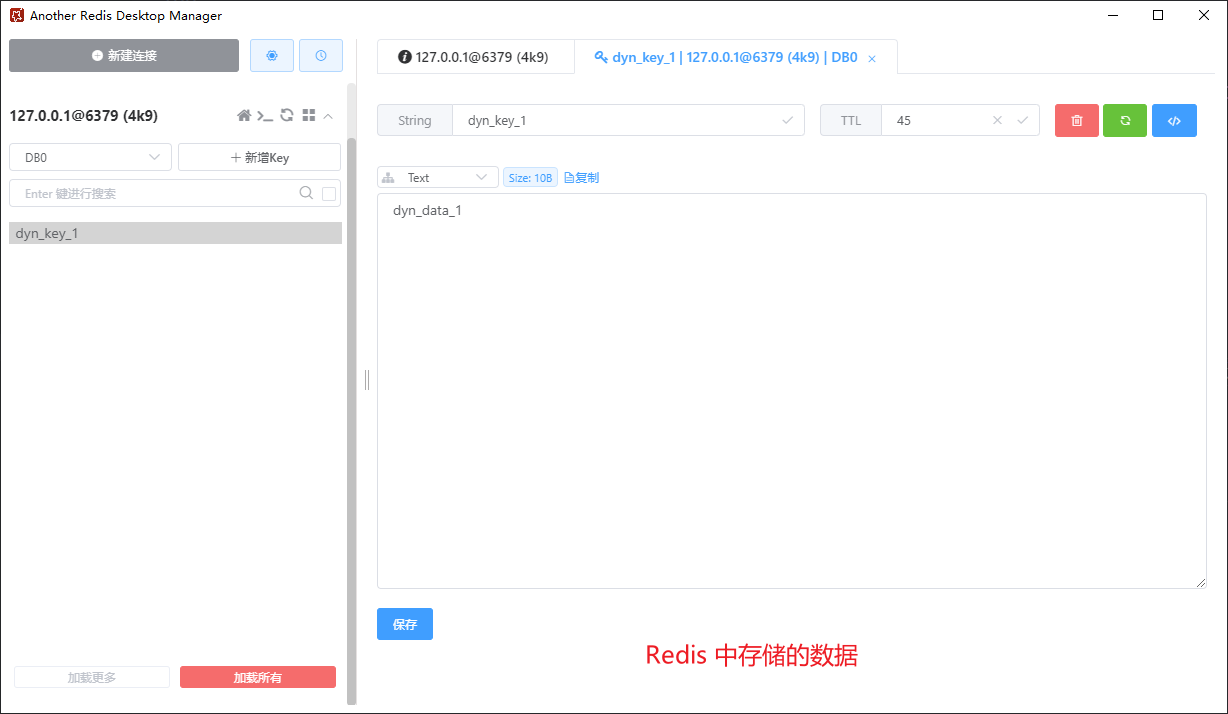 Another Redis Desktop Manager
新建连接
127.0.0.1@6379 (4k9)
DB0
新增Key
Enter 键进行搜索
dyn_key_1
加载更多
加载所有
127.0.0.1@6379 (4k9)
dyn_key_1 | 127.0.0.1@6379 (4k9) | DB0
String
dyn_key_1
TTL
45
Text
Size: 10B
复制
dyn_data_1
保存
Redis 中存储的数据